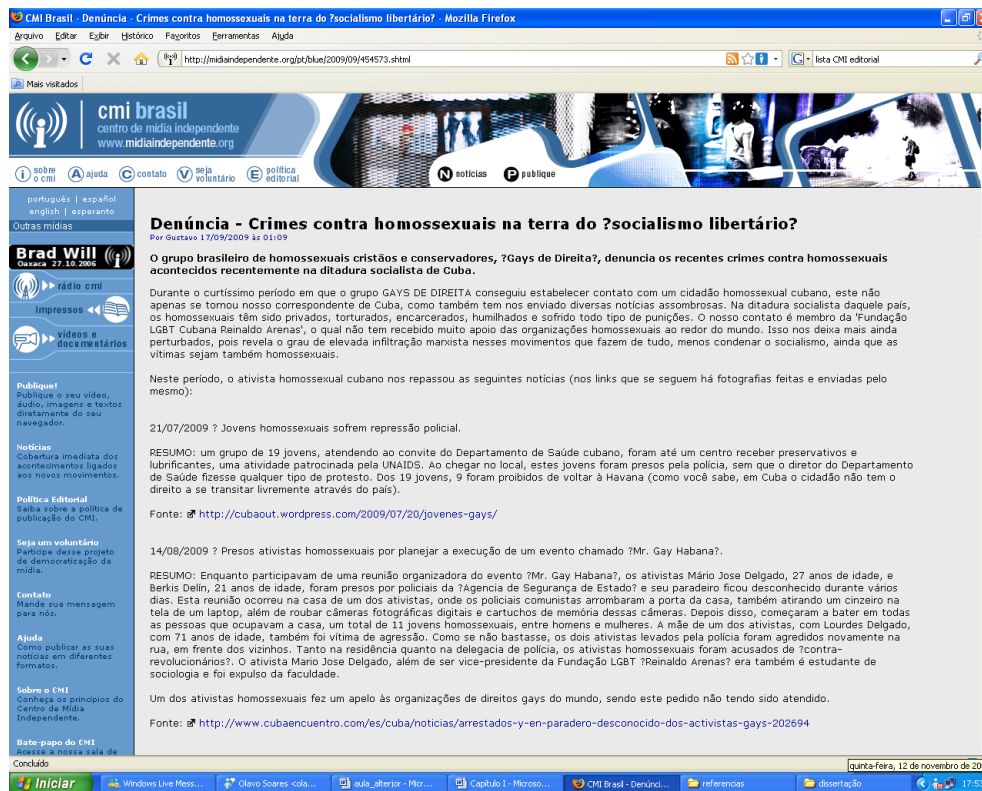 CMI Brasil - Denúncia - Crimes contra homossexuais na terra do ?socialismo libertário? - Mozilla Firefox
Arquivo Editar Exibir Histórico Favoritos Ferramentas Ajuda
http://midiaindependente.org/pt/blue/2009/09/454573.shtml
lista CMI editorial
Mais visitados
cmi brasil
centro de mídia independente
www.midiaindependente.org
sobre o cmi
ajuda
contato
seja voluntário
política editorial
notícias
publique
português | español
english | esperanto
Outras mídias
Brad Will
Oaxaca 27.10.2006
rádio cmi
impressos
vídeos e
documentários
Publique!
Publique o seu vídeo,
áudio, imagens e textos
diretamente do seu
navegador.
Notícias
Cobertura imediata dos
acontecimentos ligados
aos novos movimentos.
Política Editorial
Saiba sobre a política de
publicação do CMI.
Seja um voluntário
Participe desse projeto
de democratização da
mídia.
Contato
Mande sua mensagem
para nós.
Ajuda
Como publicar as suas
notícias em diferentes
formatos.
Sobre o CMI
Conheça os princípios do
Centro de Mídia
Independente.
Bate-papo do CMI
Acesse a nossa sala de
Denúncia - Crimes contra homossexuais na terra do ?socialismo libertário?
Por Gustavo 17/09/2009 às 01:09
O grupo brasileiro de homossexuais cristãos e conservadores, ?Gays de Direita?, denuncia os recentes crimes contra homossexuais
acontecidos recentemente na ditadura socialista de Cuba.
Durante o curtíssimo período em que o grupo GAYS DE DIREITA conseguiu estabelecer contato com um cidadão homossexual cubano, este não
apenas se tornou nosso correspondente de Cuba, como também tem nos enviado diversas notícias assombrosas. Na ditadura socialista daquele país,
os homossexuais têm sido privados, torturados, encarcerados, humilhados e sofrido todo tipo de punições. O nosso contato é membro da 'Fundação
LGBT Cubana Reinaldo Arenas', o qual não tem recebido muito apoio das organizações homossexuais ao redor do mundo. Isso nos deixa mais ainda
perturbados, pois revela o grau de elevada infiltração marxista nesses movimentos que fazem de tudo, menos condenar o socialismo, ainda que as
vítimas sejam também homossexuais.
Neste período, o ativista homossexual cubano nos repassou as seguintes notícias (nos links que se seguem há fotografias feitas e enviadas pelo
mesmo):
21/07/2009 ? Jovens homossexuais sofrem repressão policial.
RESUMO: um grupo de 19 jovens, atendendo ao convite do Departamento de Saúde cubano, foram até um centro receber preservativos e
lubrificantes, uma atividade patrocinada pela UNAIDS. Ao chegar no local, estes jovens foram presos pela polícia, sem que o diretor do Departamento
de Saúde fizesse qualquer tipo de protesto. Dos 19 jovens, 9 foram proibidos de voltar à Havana (como você sabe, em Cuba o cidadão não tem o
direito a se transitar livremente através do país).
Fonte: http://cubaout.wordpress.com/2009/07/20/jovenes-gays/
14/08/2009 ? Presos ativistas homossexuais por planejar a execução de um evento chamado ?Mr. Gay Habana?.
RESUMO: Enquanto participavam de uma reunião organizadora do evento ?Mr. Gay Habana?, os ativistas Mário Jose Delgado, 27 anos de idade, e
Berkis Delín, 21 anos de idade, foram presos por policiais da ?Agencia de Segurança de Estado? e seu paradeiro ficou desconhecido durante vários
dias. Esta reunião ocorreu na casa de um dos ativistas, onde os policiais comunistas arrombaram a porta da casa, também atirando um cinzeiro na
tela de um laptop, além de roubar câmeras fotográficas digitais e cartuchos de memória dessas câmeras. Depois disso, começaram a bater em todas
as pessoas que ocupavam a casa, um total de 11 jovens homossexuais, entre homens e mulheres. A mãe de um dos ativistas, com Lourdes Delgado,
com 71 anos de idade, também foi vítima de agressão. Como se não bastasse, os dois ativistas levados pela polícia foram agredidos novamente na
rua, em frente dos vizinhos. Tanto na residência quanto na delegacia de polícia, os ativistas homossexuais foram acusados de ?contra-
revolucionários?. O ativista Mario Jose Delgado, além de ser vice-presidente da Fundação LGBT ?Reinaldo Arenas? era também é estudante de
sociologia e foi expulso da faculdade.
Um dos ativistas homossexuais fez um apelo às organizações de direitos gays do mundo, sendo este pedido não tendo sido atendido.
Fonte: http://www.cubaencuentro.com/es/cuba/noticias/arrestados-y-en-paradero-desconocido-dos-activistas-gays-202694
Concluído
quinta-feira, 12 de novembro de 20
Iniciar
Windows Live Mess...
Olavo Soares <ola...
aula_alterjor - Micr...
Capítulo I - Microso...
CMI Brasil - Denúnci...
referencias
dissertação
17:53